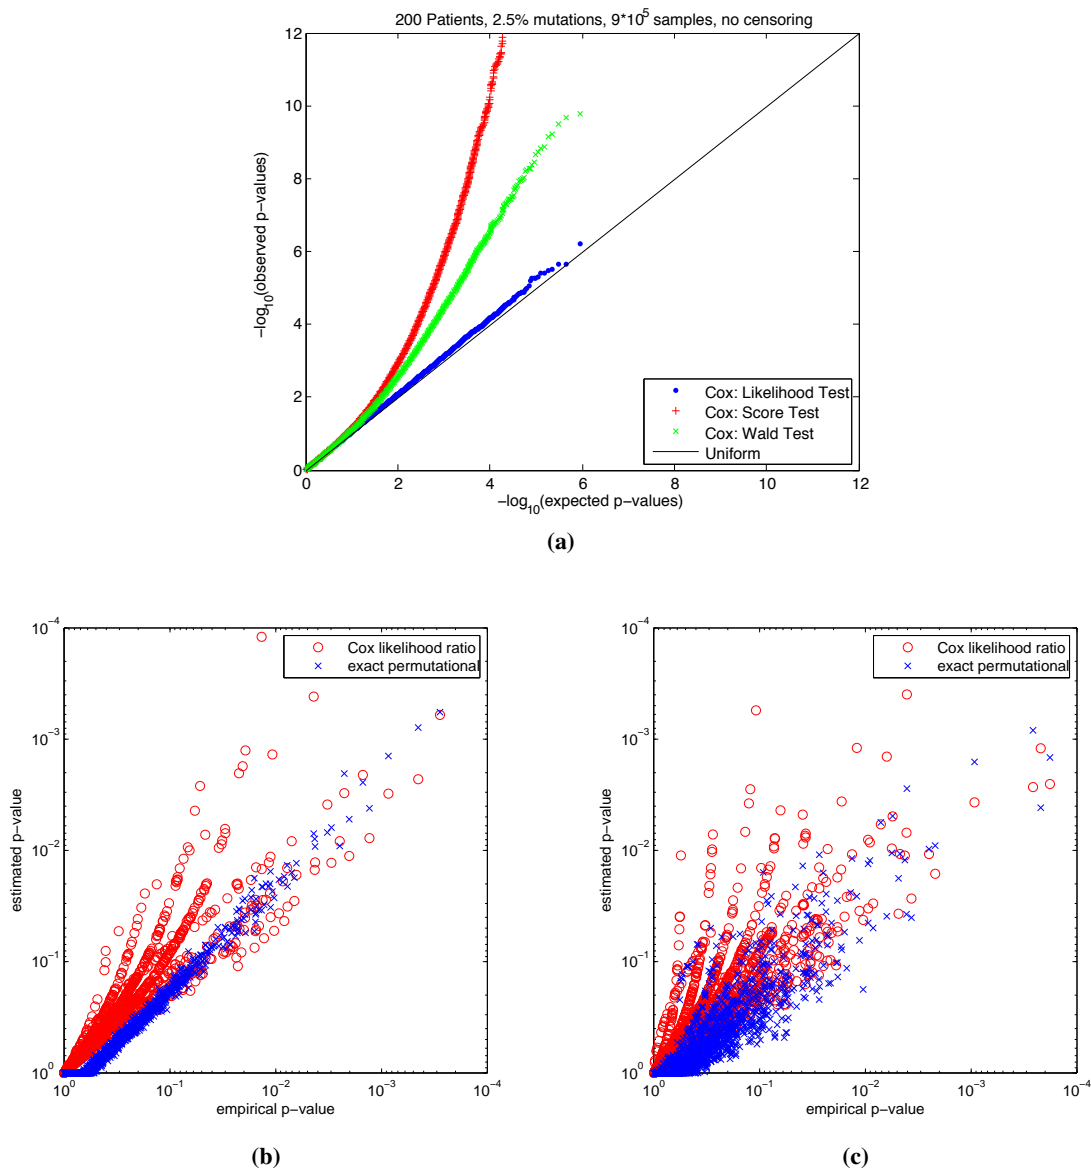 200 Patients, 2.5% mutations, 9*10^5 samples, no censoring
12
10
8
6
4
2
0
−log10(observed p−values)
Cox: Likelihood Test
Cox: Score Test
Cox: Wald Test
Uniform
0 2 4 6 8 10 12
−log10(expected p−values)
(a)
10^−4
10^−3
10^−2
10^−1
10^0
estimated p−value
Cox likelihood ratio
exact permutational
10^0 10^−1 10^−2 10^−4
empirical p−value
(b)
10^−4
10^−3
10^−2
10^−1
10^0
estimated p−value
Cox likelihood ratio
exact permutational
10^0 10^−1 10^−2 10^−4
empirical p−value
(c)